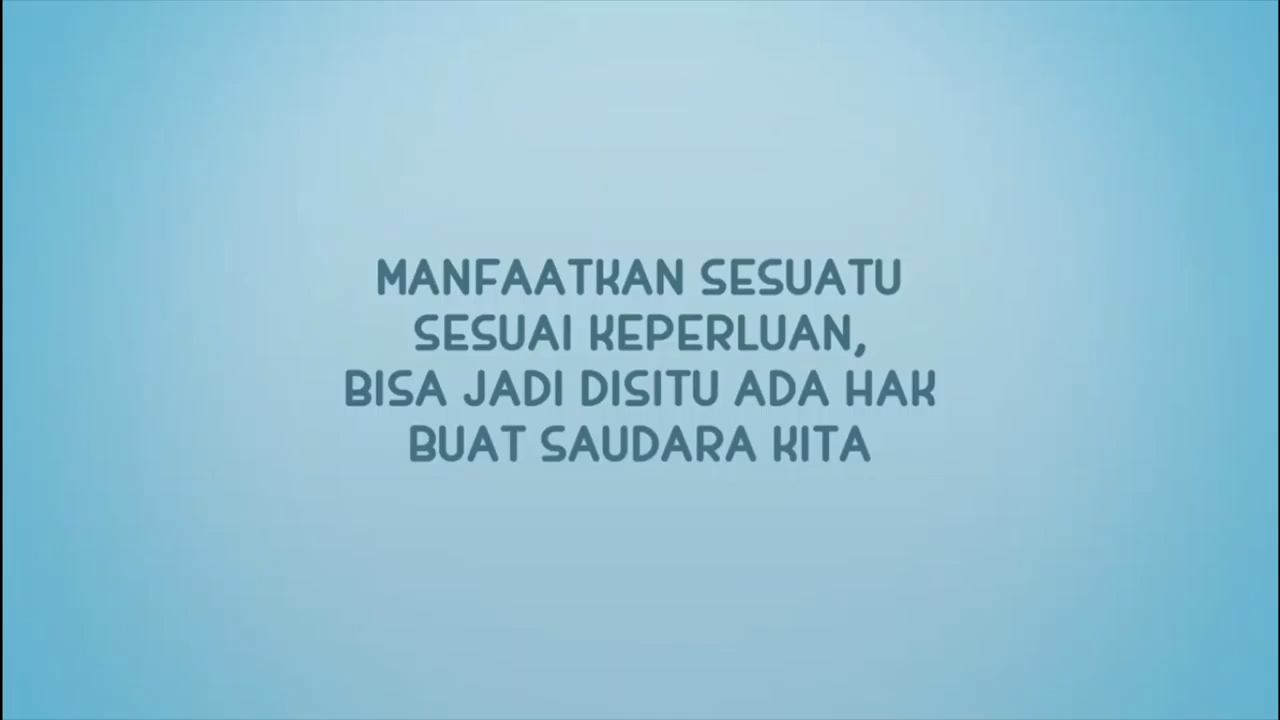 MANFAATKAN SESUATU
SESUAI KEPERLUAN,
BISA JADI DISITU ADA HAK
BUAT SAUDARA KITA